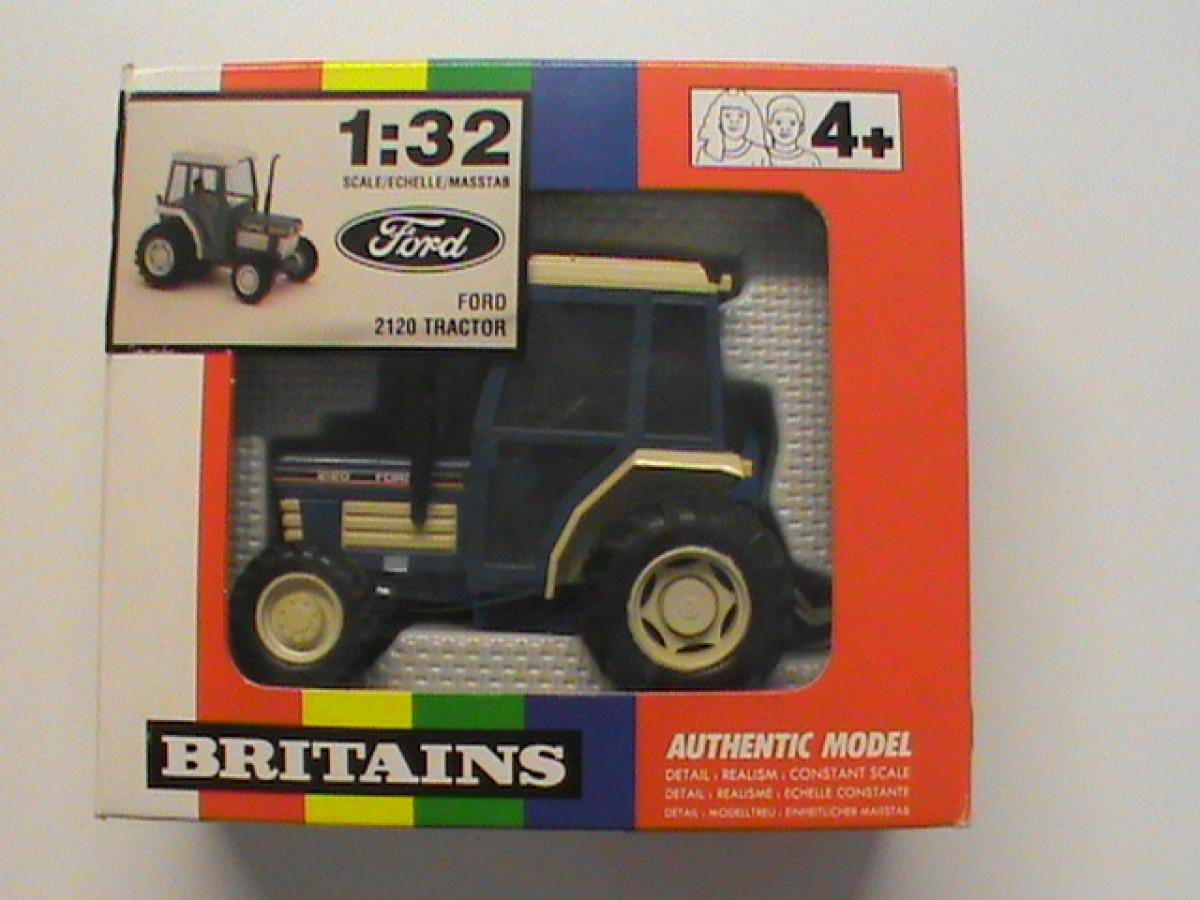 1:32
SCALE/ECHELLE/MASSTAB
Ford
FORD
2120 TRACTOR
4+
2120 FORD
BRITAINS
AUTHENTIC MODEL
DETAIL · REALISM · CONSTANT SCALE
DETAIL · REALISME · ECHELLE CONSTANTE
DETAIL · MODELLTREU · EINHEITLICHER MASSTAB